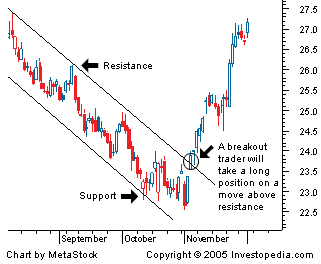 27.5
27.0
26.5
26.0
25.5
25.0
24.5
24.0
23.5
23.0
22.5
Resistance
Support
A breakout
trader will
take a long
position on a
move above
resistance
September
October
November
Chart by MetaStock
Copyright © 2005 Investopedia.com